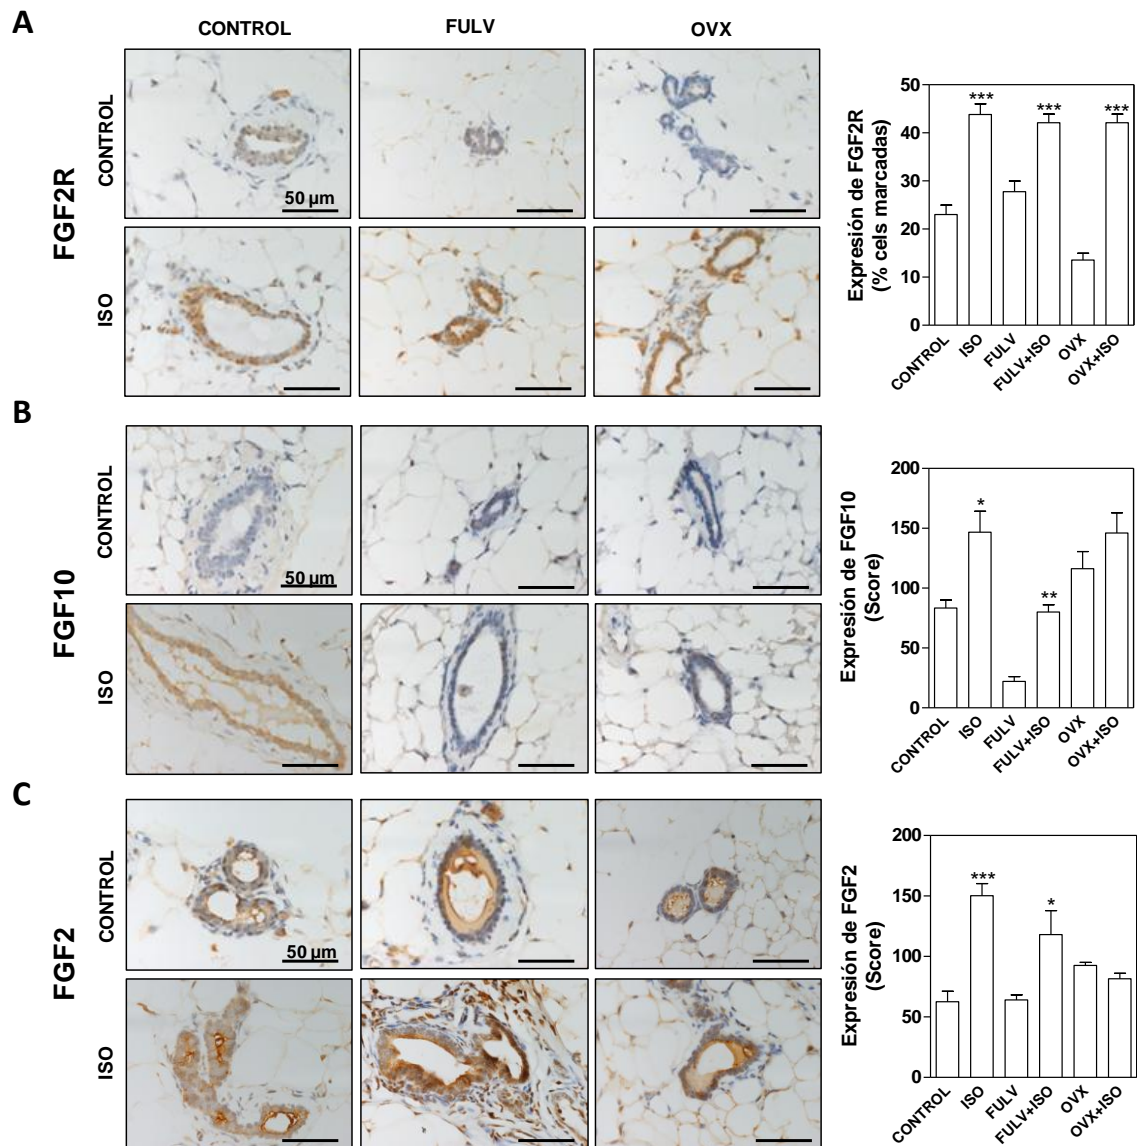 A
CONTROL FULV OVX
FGF2R
CONTROL
50 µm
ISO
Expresión de FGF2R
(% cels marcadas)
50
40
30
20
10
0
*** *** ***
CONTROL ISO FULV FULV+ISO OVX OVX+ISO
B
FGF10
CONTROL
50 µm
ISO
Expresión de FGF10
(Score)
200
150
100
50
0
* **
CONTROL ISO FULV FULV+ISO OVX OVX+ISO
C
FGF2
CONTROL
50 µm
ISO
Expresión de FGF2
(Score)
200
150
100
50
0
*** *
CONTROL ISO FULV FULV+ISO OVX OVX+ISO